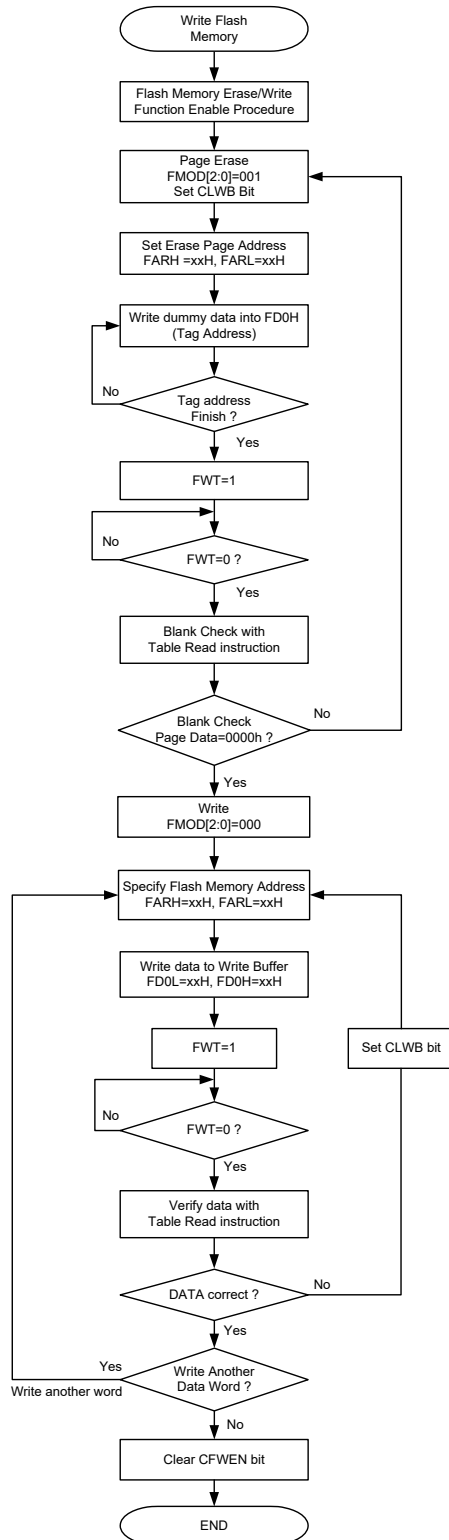 Write Flash
Memory
Flash Memory Erase/Write
Function Enable Procedure
Page Erase
FMOD[2:0]=001
Set CLWB Bit
Set Erase Page Address
FARH =xxH, FARL=xxH
Write dummy data into FD0H
(Tag Address)
No
Tag address
Finish ?
Yes
FWT=1
No
FWT=0 ?
Yes
Blank Check with
Table Read instruction
Blank Check
Page Data=0000h ?
No
Yes
Write
FMOD[2:0]=000
Specify Flash Memory Address
FARH=xxH, FARL=xxH
Write data to Write Buffer
FD0L=xxH, FD0H=xxH
FWT=1
Set CLWB bit
No
FWT=0 ?
Yes
Verify data with
Table Read instruction
DATA correct ?
No
Yes
Yes
Write another word
Write Another
Data Word ?
No
Clear CFWEN bit
END